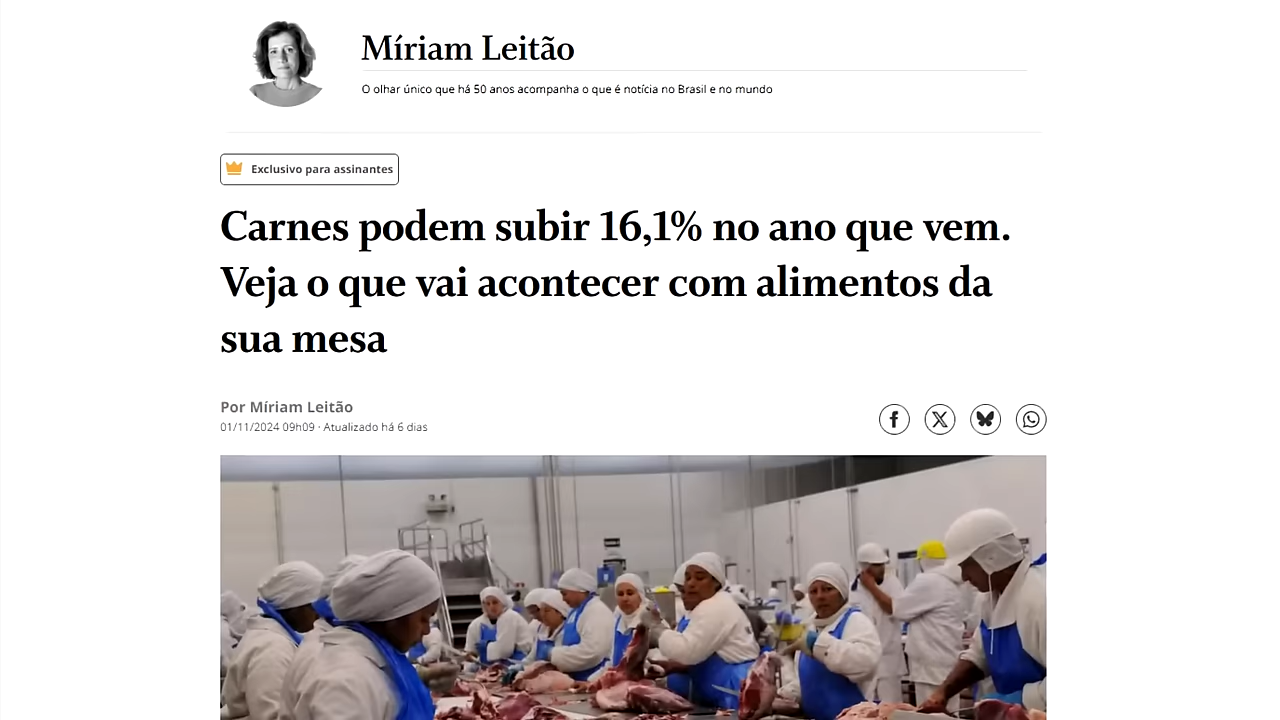 Míriam Leitão
O olhar único que há 50 anos acompanha o que é notícia no Brasil e no mundo
Exclusivo para assinantes
Carnes podem subir 16,1% no ano que vem.
Veja o que vai acontecer com alimentos da
sua mesa
Por Míriam Leitão
01/11/2024 09h09 · Atualizado há 6 dias